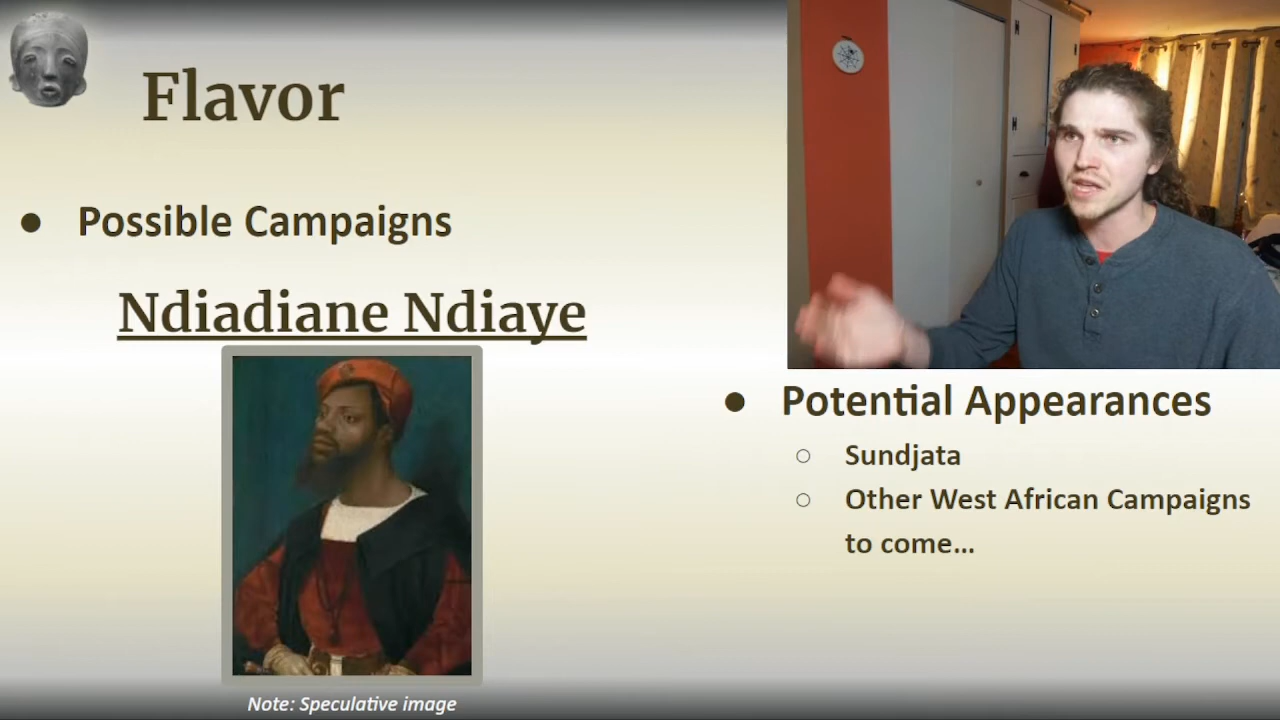 Flavor
● Possible Campaigns
Ndiadiane Ndiaye
Note: Speculative image
● Potential Appearances
○ Sundjata
○ Other West African Campaigns
to come...